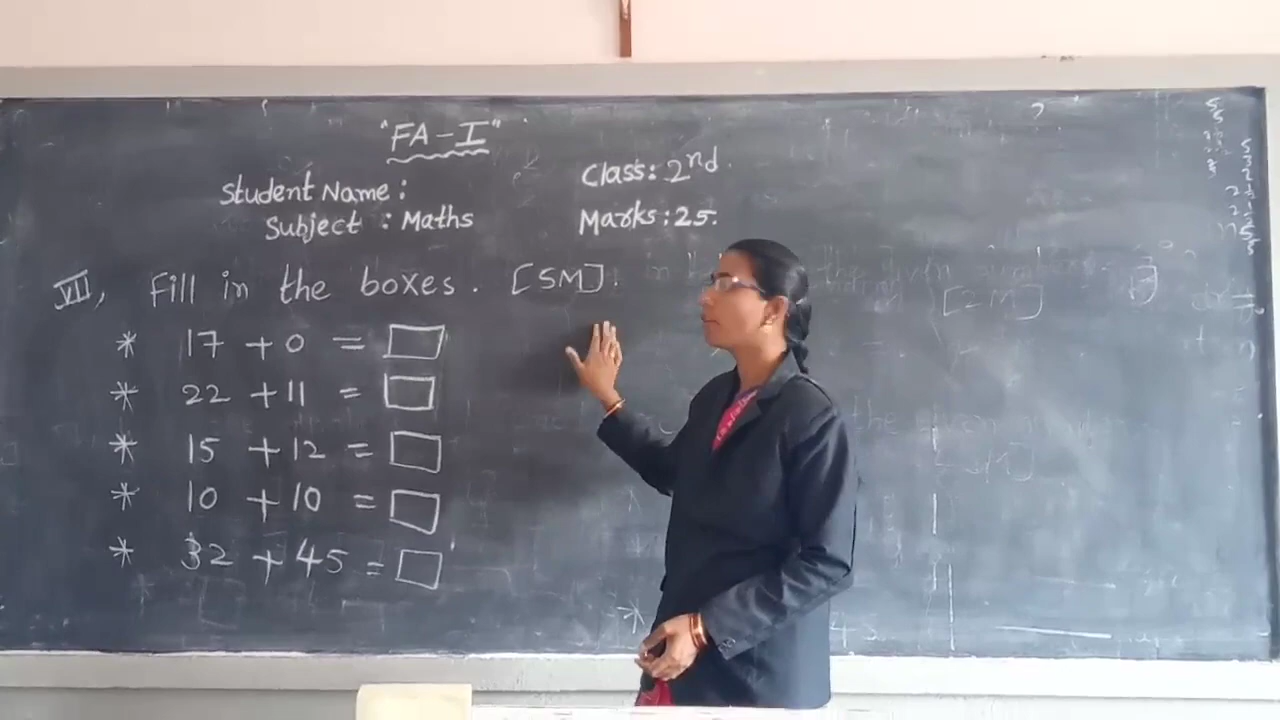 "FA-I"
Student Name :
Class: 2nd.
Subject : Maths
Marks: 25.
VII, Fill in the boxes. [5M].
* 17 + 0 = □
* 22 + 11 = □
* 15 + 12 = □
* 10 + 10 = □
* 32 + 45 = □
[2M]